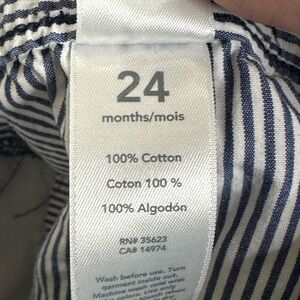 24
months/mois
100% Cotton
Coton 100 %
100% Algodón
RN# 35623
CA# 14974
Wash before use. Turn
garment inside out.
Machine wash cold with